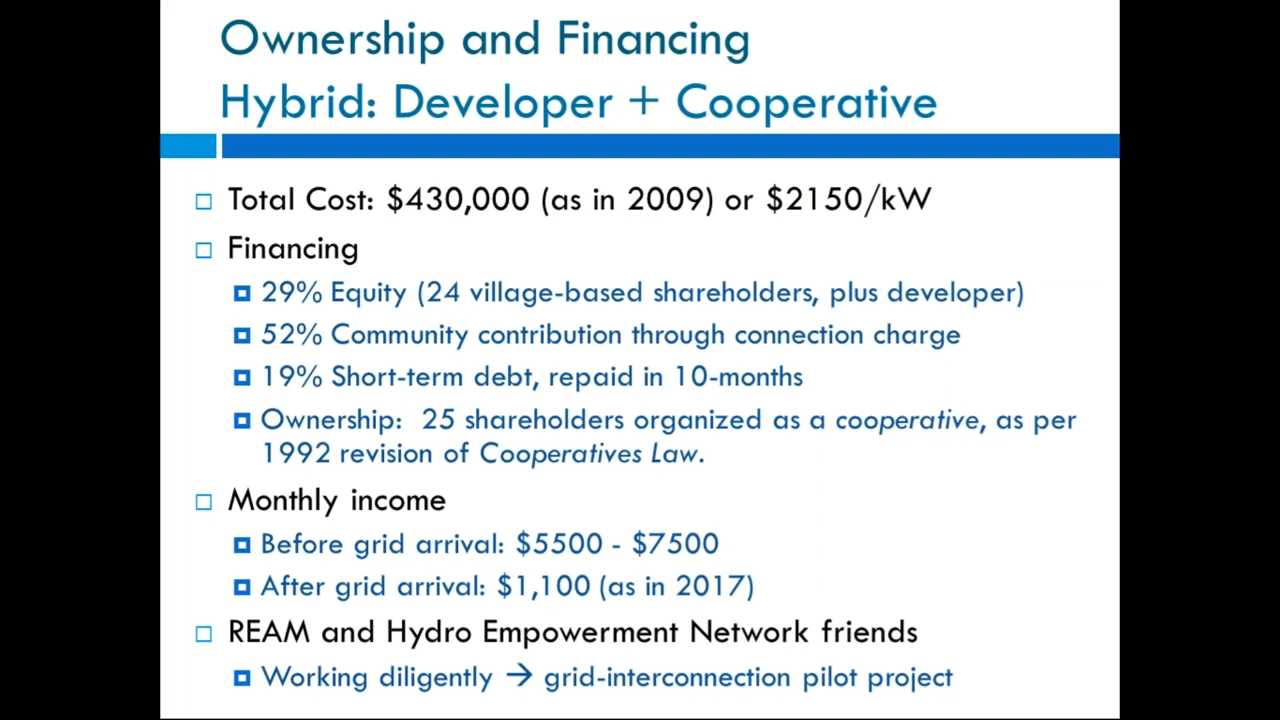 Ownership and Financing
Hybrid: Developer + Cooperative
Total Cost: $430,000 (as in 2009) or $2150/kW
Financing
29% Equity (24 village-based shareholders, plus developer)
52% Community contribution through connection charge
19% Short-term debt, repaid in 10-months
Ownership: 25 shareholders organized as a cooperative, as per
1992 revision of Cooperatives Law.
Monthly income
Before grid arrival: $5500 - $7500
After grid arrival: $1,100 (as in 2017)
REAM and Hydro Empowerment Network friends
Working diligently → grid-interconnection pilot project